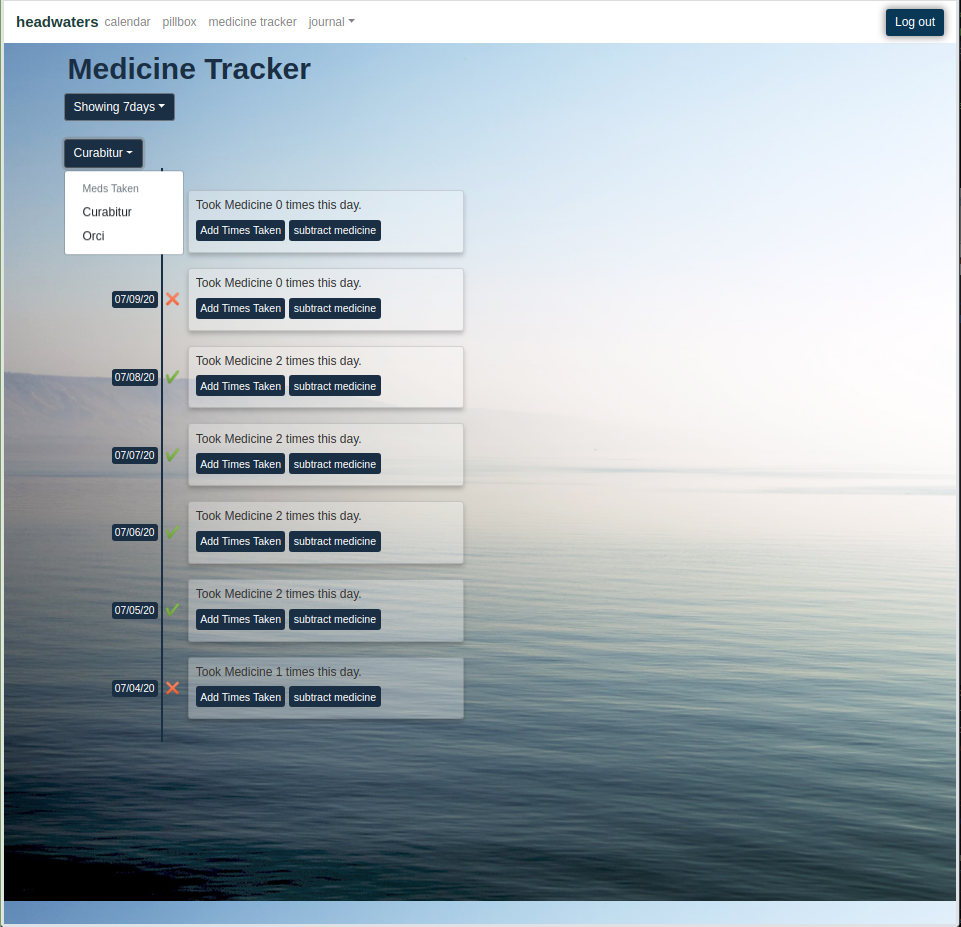 headwaters calendar pillbox medicine tracker journal Log out
Medicine Tracker
Showing 7days
Curabitur
Meds Taken
Curabitur
Orci
Took Medicine 0 times this day.
Add Times Taken subtract medicine
Took Medicine 0 times this day.
07/09/20 Add Times Taken subtract medicine
Took Medicine 2 times this day.
07/08/20 Add Times Taken subtract medicine
Took Medicine 2 times this day.
07/07/20 Add Times Taken subtract medicine
Took Medicine 2 times this day.
07/06/20 Add Times Taken subtract medicine
Took Medicine 2 times this day.
07/05/20 Add Times Taken subtract medicine
Took Medicine 1 times this day.
07/04/20 Add Times Taken subtract medicine